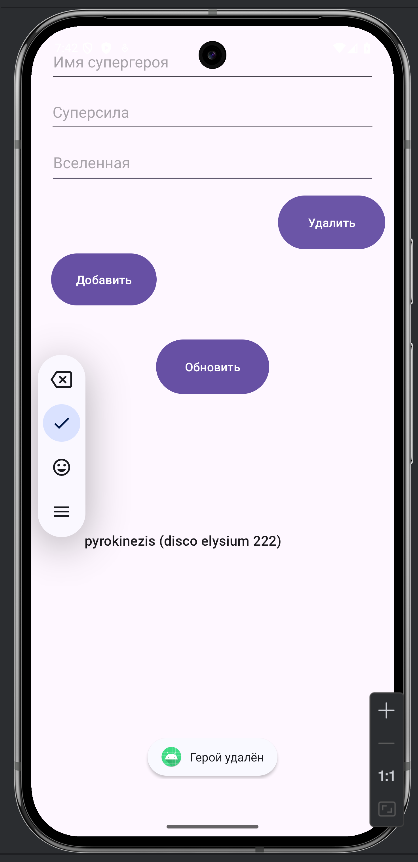 Имя супергероя
Суперсила
Вселенная
Удалить
Добавить
Обновить
pyrokinezis (disco elysium 222)
Герой удалён
1:1